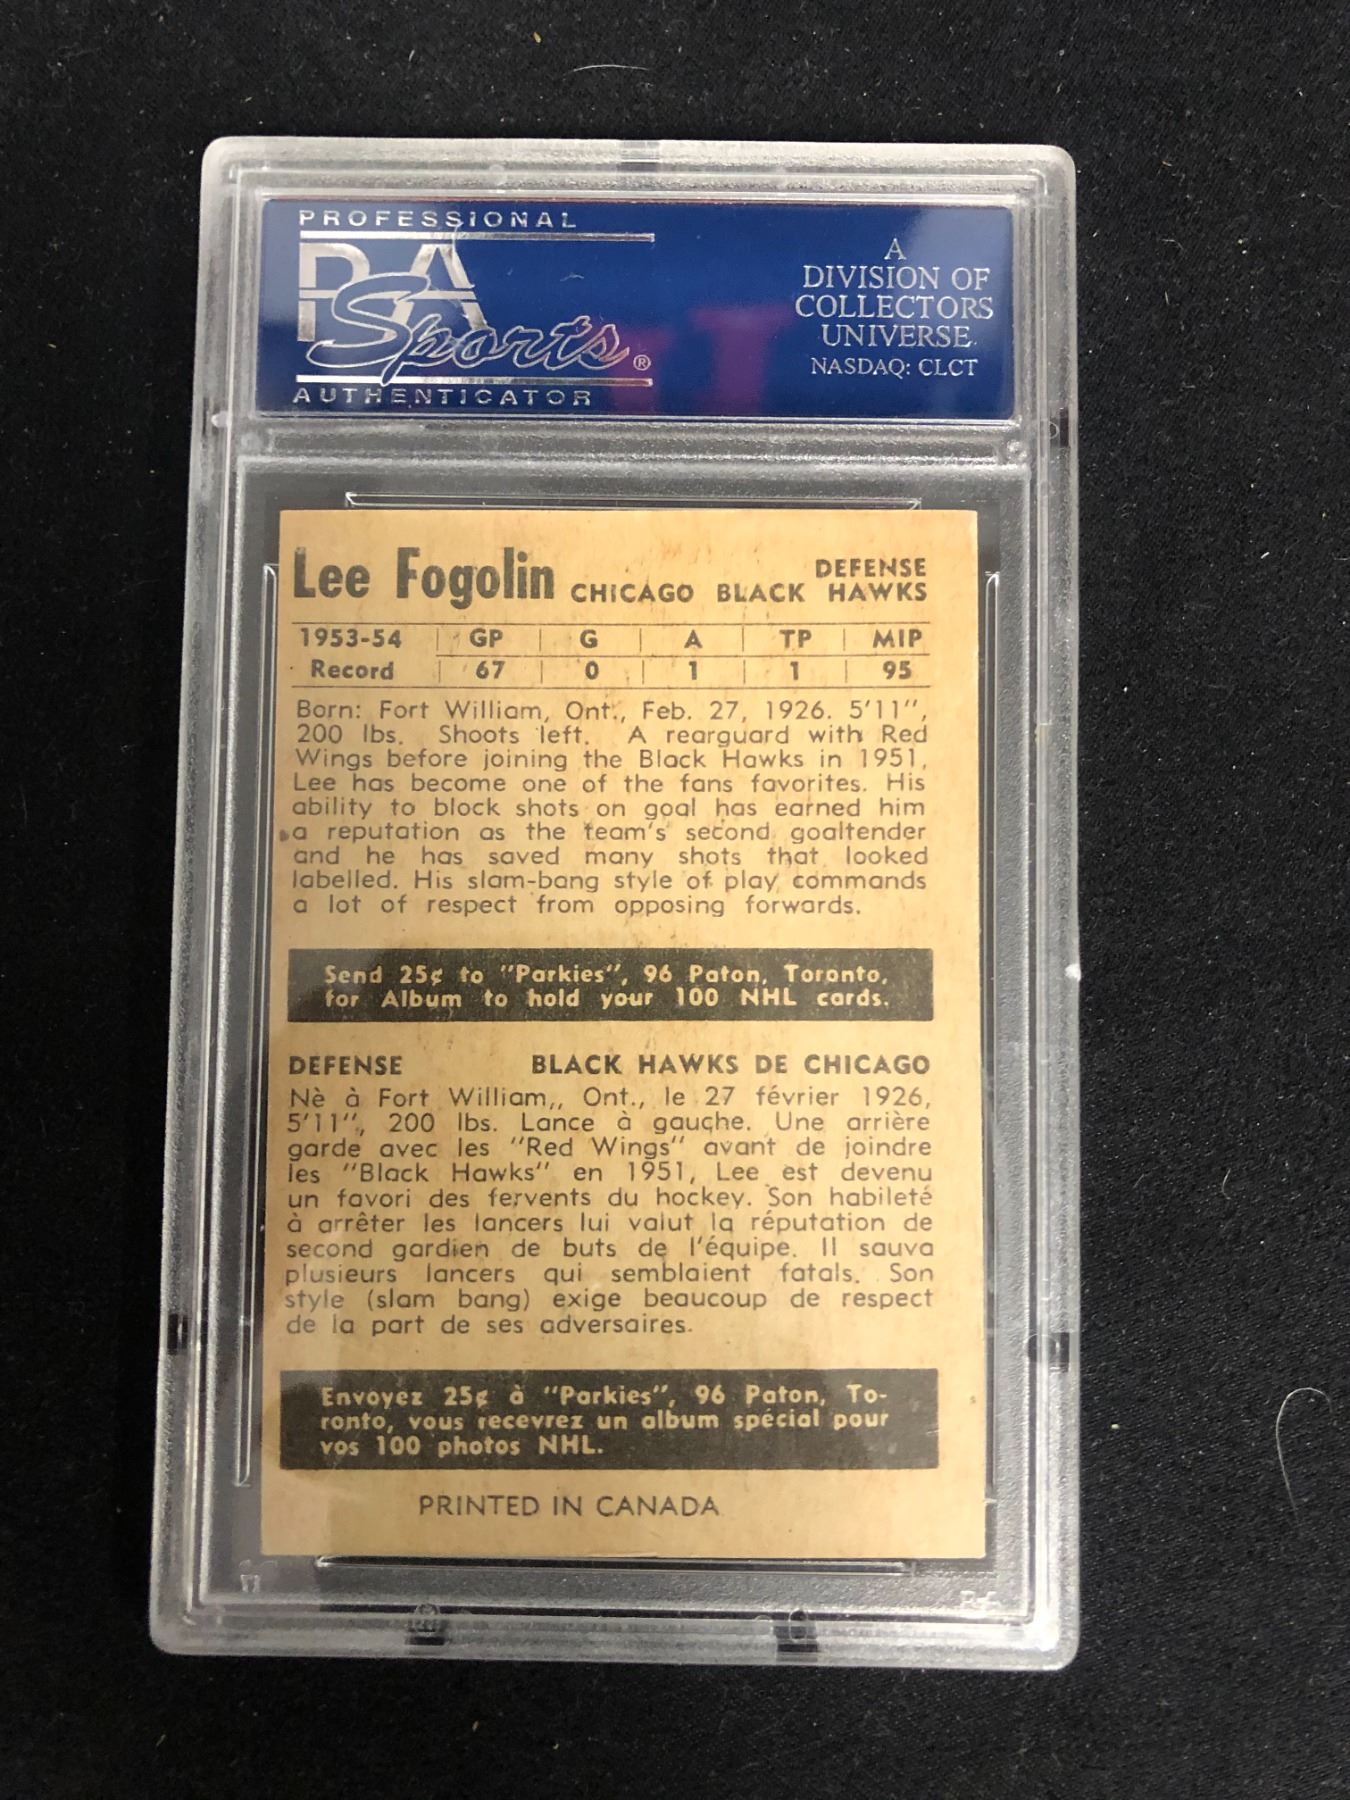 PROFESSIONAL
PSA
Sports®
AUTHENTICATOR
A
DIVISION OF
COLLECTORS
UNIVERSE
NASDAQ: CLCT
Lee Fogolin
DEFENSE
CHICAGO BLACK HAWKS
1953-54 GP G A TP MIP
Record 67 0 1 1 95
Born: Fort William, Ont., Feb. 27, 1926. 5'11",
200 lbs. Shoots left. A rearguard with Red
Wings before joining the Black Hawks in 1951,
Lee has become one of the fans favorites. His
ability to block shots on goal has earned him
a reputation as the team's second goaltender
and he has saved many shots that looked
labelled. His slam-bang style of play commands
a lot of respect from opposing forwards.
Send 25¢ to "Parkies", 96 Paton, Toronto,
for Album to hold your 100 NHL cards.
DEFENSE BLACK HAWKS DE CHICAGO
Nè à Fort William,, Ont., le 27 février 1926,
5'11", 200 lbs. Lance à gauche. Une arrière
garde avec les "Red Wings" avant de joindre
les "Black Hawks" en 1951, Lee est devenu
un favori des fervents du hockey. Son habileté
à arrêter les lancers lui valut la réputation de
second gardien de buts de l'équipe. Il sauva
plusieurs lancers qui semblaient fatals. Son
style (slam bang) exige beaucoup de respect
de la part de ses adversaires.
Envoyez 25¢ à "Parkies", 96 Paton, To-
ronto, vous recevrez un album spécial pour
vos 100 photos NHL.
PRINTED IN CANADA